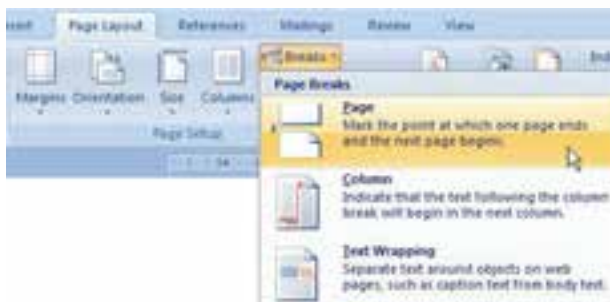 Page Layout References Mailings Review View
Breaks
Margins Orientation Size Columns
Page Setup
Page Breaks
Page
Mark the point at which one page ends
and the next page begins.
Column
Indicate that the text following the column
break will begin in the next column.
Text Wrapping
Separate text around objects on web
pages, such as caption text from body text.